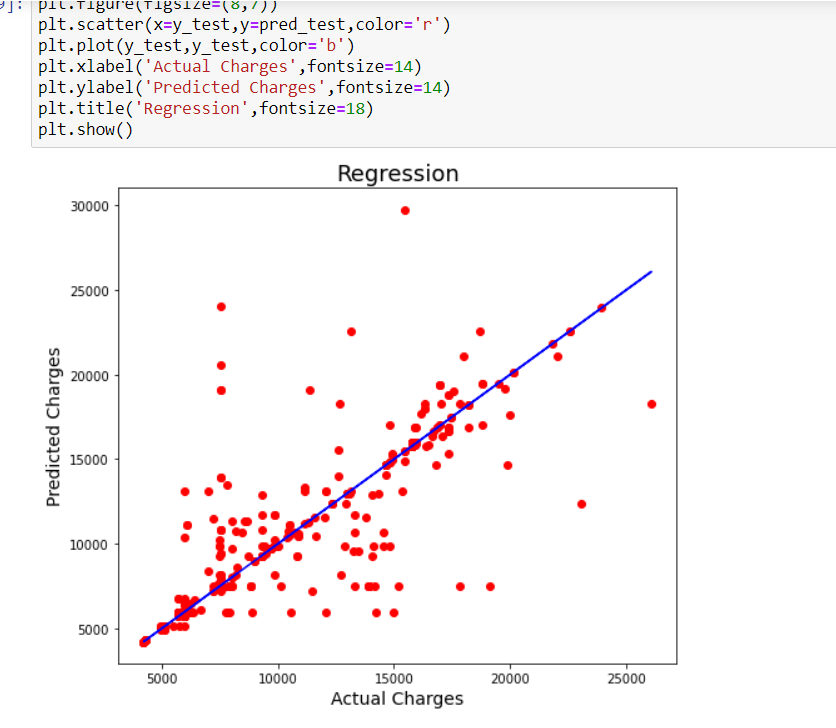 9]: plt.figure(figsize=(8,7))
plt.scatter(x=y_test,y=pred_test,color='r')
plt.plot(y_test,y_test,color='b')
plt.xlabel('Actual Charges',fontsize=14)
plt.ylabel('Predicted Charges',fontsize=14)
plt.title('Regression',fontsize=18)
plt.show()
Regression
30000
25000
20000
15000
10000
5000
Predicted Charges
5000 10000 15000 20000 25000
Actual Charges